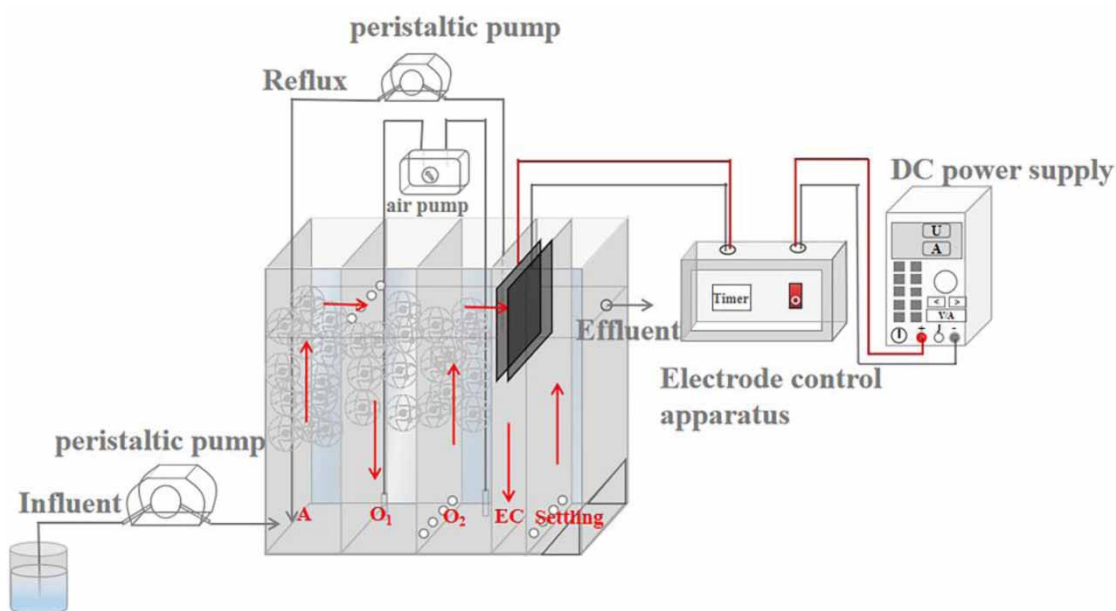 peristaltic pump
Reflux
air pump
DC power supply
U
A
Timer
< >
V/A
+ -
Effluent
Electrode control
apparatus
peristaltic pump
Influent
A O₁ O₂ EC Settling